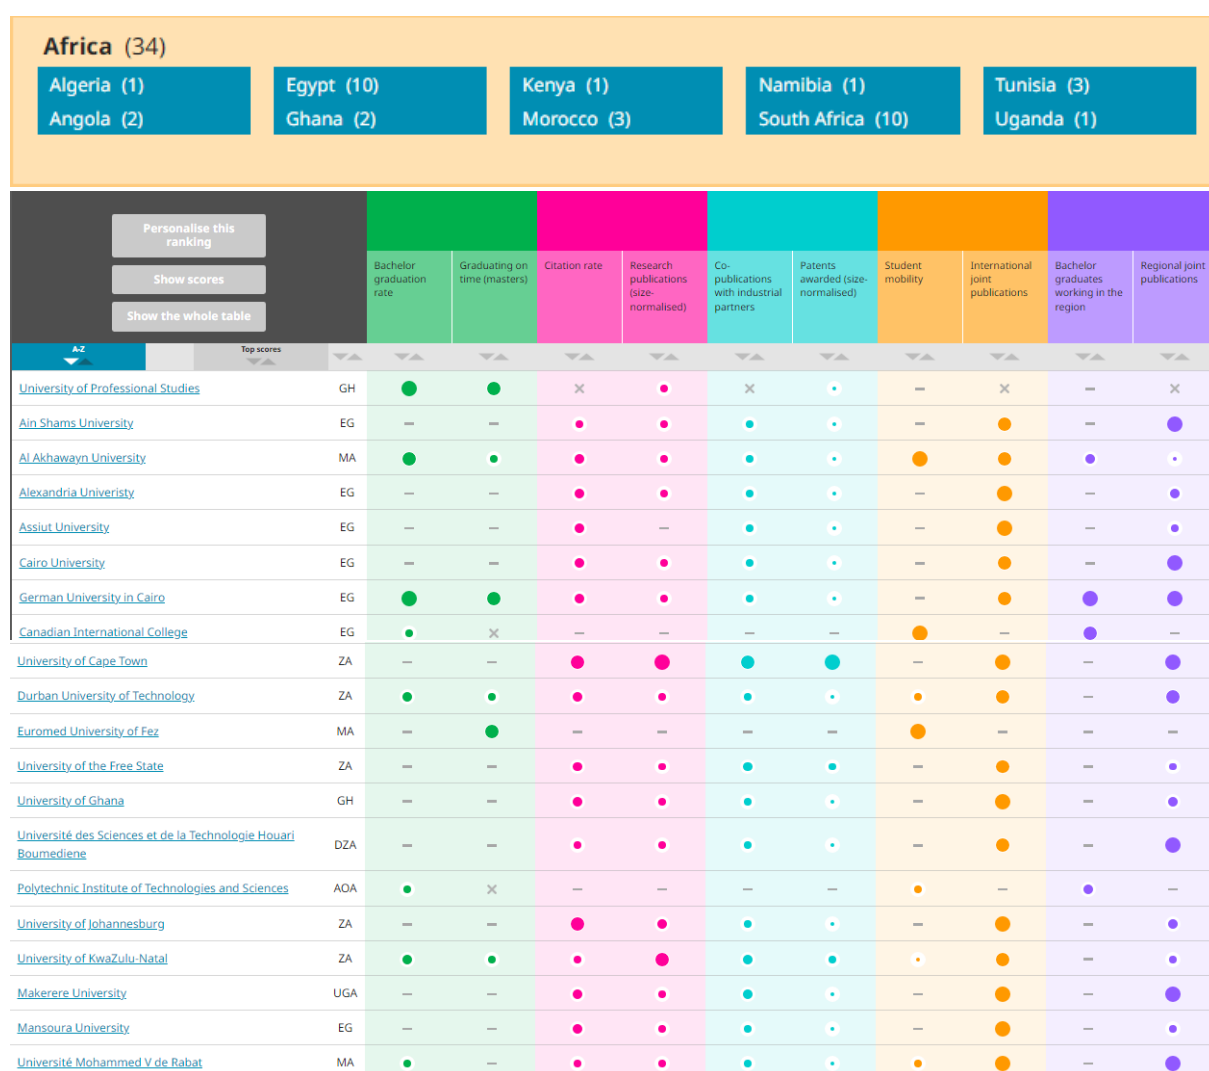 Africa (34)
Algeria (1)
Angola (2)
Egypt (10)
Ghana (2)
Kenya (1)
Morocco (3)
Namibia (1)
South Africa (10)
Tunisia (3)
Uganda (1)
Personalise this
ranking
Show scores
Show the whole table
Bachelor
graduation
rate
Graduating on
time (masters)
Citation rate
Research
publications
(size-
normalised)
Co-
publications
with industrial
partners
Patents
awarded (size-
normalised)
Student
mobility
International
joint
publications
Bachelor
graduates
working in the
region
Regional joint
publications
A-Z
Top scores
University of Professional Studies GH
Ain Shams University EG
Al Akhawayn University MA
Alexandria Univeristy EG
Assiut University EG
Cairo University EG
German University in Cairo EG
Canadian International College EG
University of Cape Town ZA
Durban University of Technology ZA
Euromed University of Fez MA
University of the Free State ZA
University of Ghana GH
Université des Sciences et de la Technologie Houari
Boumediene DZA
Polytechnic Institute of Technologies and Sciences AOA
University of Johannesburg ZA
University of KwaZulu-Natal ZA
Makerere University UGA
Mansoura University EG
Université Mohammed V de Rabat MA